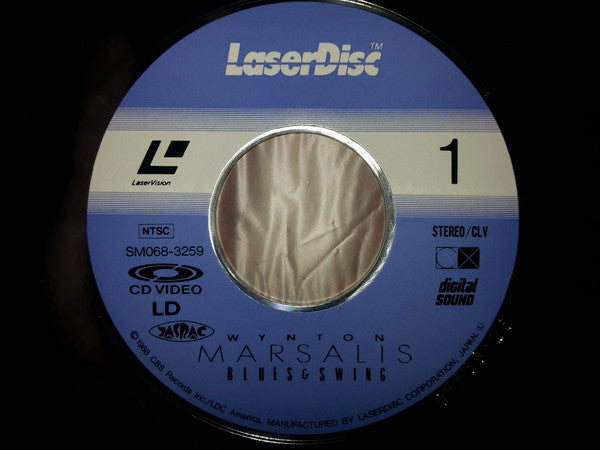 LaserDisc™
LaserVision
1
NTSC
SM068-3259
CD VIDEO
LD
JASRAC
STEREO/CLV
CX
digital
SOUND
WYNTON
MARSALIS
BLUES & SWING
©1988 CBS Records Inc./LDC America. MANUFACTURED BY LASERDISC CORPORATION, JAPAN. Ⓛ